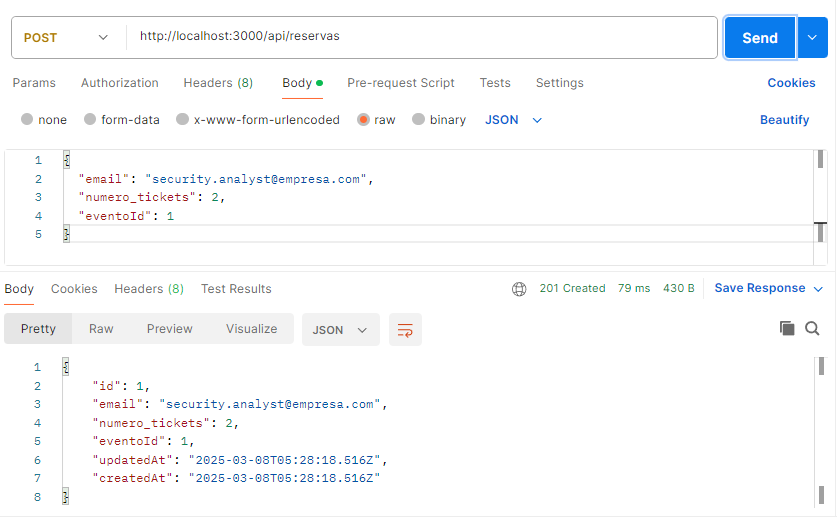 POST http://localhost:3000/api/reservas Send
Params Authorization Headers (8) Body Pre-request Script Tests Settings Cookies
none form-data x-www-form-urlencoded raw binary JSON Beautify
1 {
2 "email": "security.analyst@empresa.com",
3 "numero_tickets": 2,
4 "eventoId": 1
5 }
Body Cookies Headers (8) Test Results 201 Created 79 ms 430 B Save Response
Pretty Raw Preview Visualize JSON
1 {
2 "id": 1,
3 "email": "security.analyst@empresa.com",
4 "numero_tickets": 2,
5 "eventoId": 1,
6 "updatedAt": "2025-03-08T05:28:18.516Z",
7 "createdAt": "2025-03-08T05:28:18.516Z"
8 }